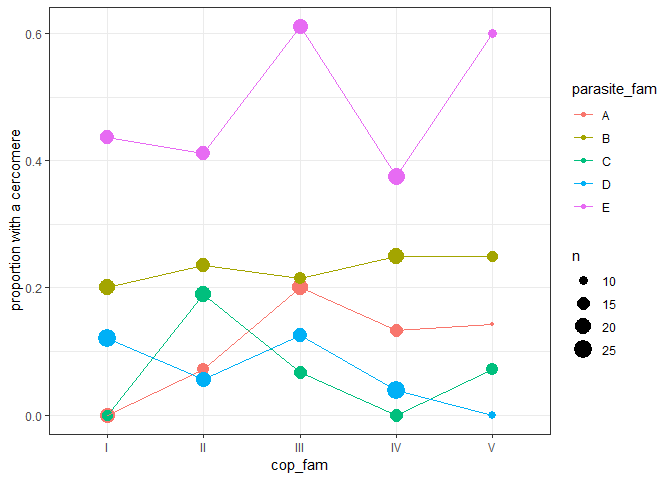 0.6
0.4
0.2
0.0
proportion with a cercomere
I II III IV V
cop_fam
parasite_fam
A
B
C
D
E
n
10
15
20
25